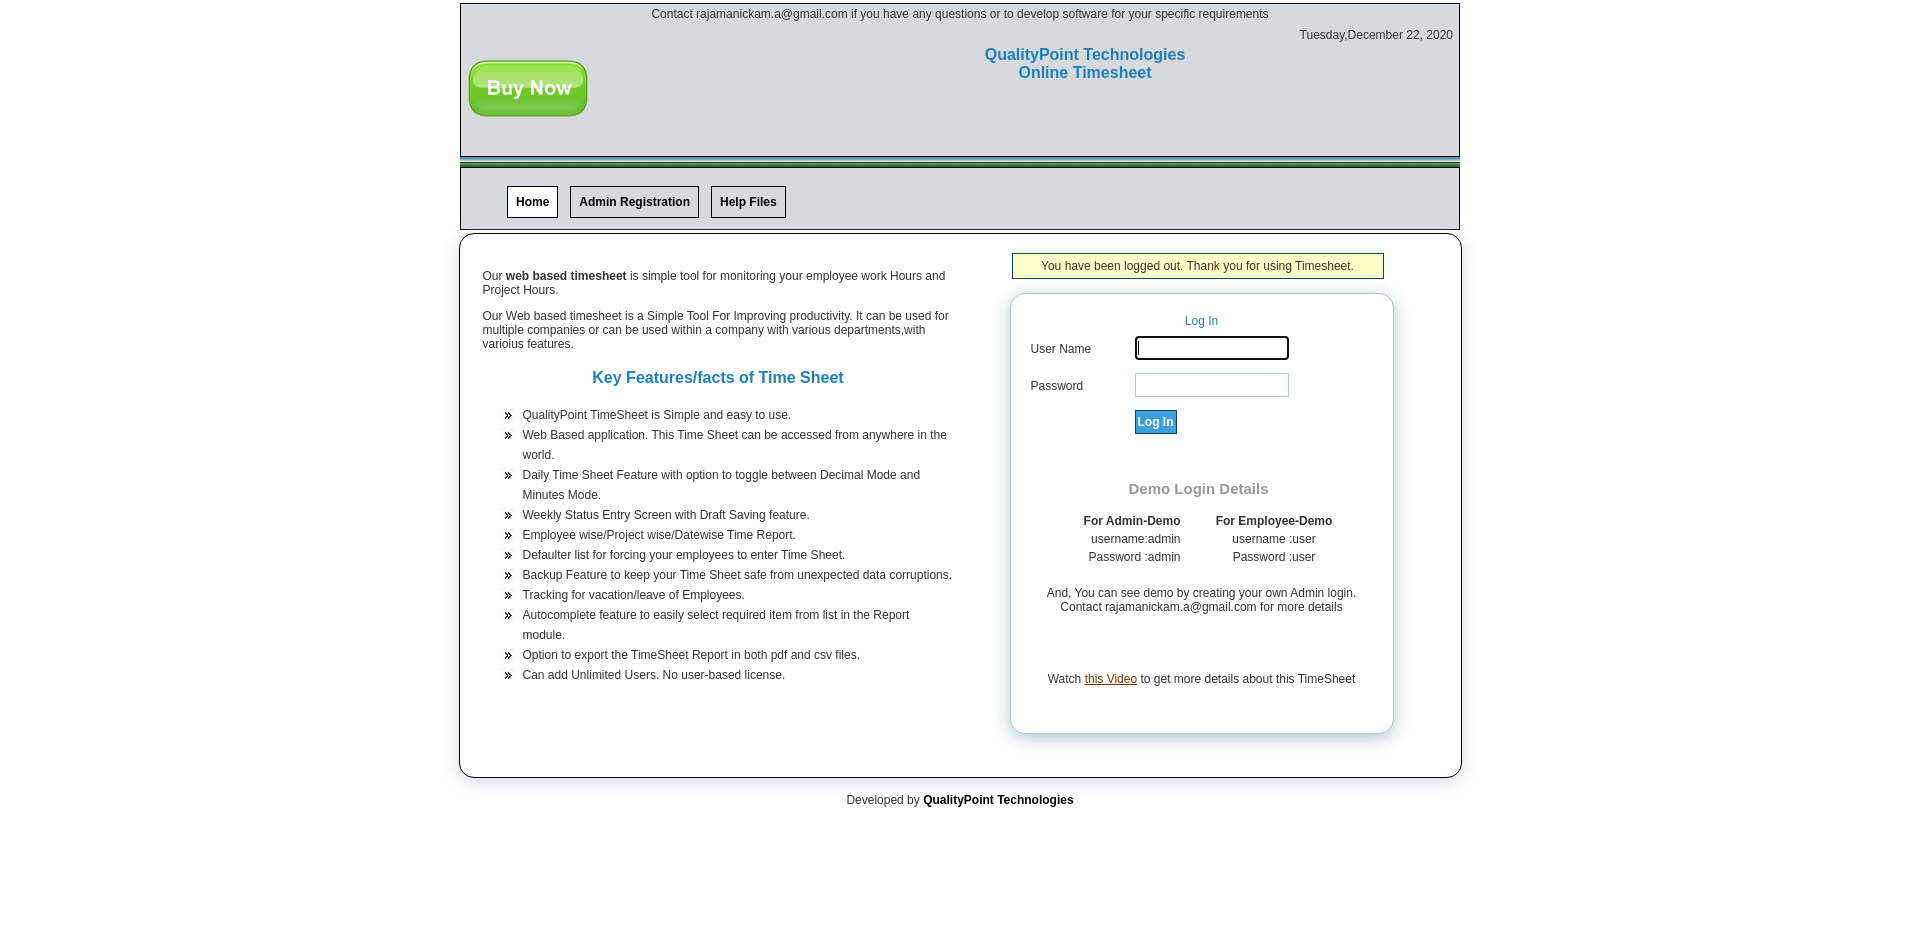 Contact rajamanickam.a@gmail.com if you have any questions or to develop software for your specific requirements
Tuesday,December 22, 2020
QualityPoint Technologies
Online Timesheet
Buy Now
Home
Admin Registration
Help Files
Our web based timesheet is simple tool for monitoring your employee work Hours and
Project Hours.
Our Web based timesheet is a Simple Tool For Improving productivity. It can be used for
multiple companies or can be used within a company with various departments,with
varioius features.
Key Features/facts of Time Sheet
QualityPoint TimeSheet is Simple and easy to use.
Web Based application. This Time Sheet can be accessed from anywhere in the
world.
Daily Time Sheet Feature with option to toggle between Decimal Mode and
Minutes Mode.
Weekly Status Entry Screen with Draft Saving feature.
Employee wise/Project wise/Datewise Time Report.
Defaulter list for forcing your employees to enter Time Sheet.
Backup Feature to keep your Time Sheet safe from unexpected data corruptions.
Tracking for vacation/leave of Employees.
Autocomplete feature to easily select required item from list in the Report
module.
Option to export the TimeSheet Report in both pdf and csv files.
Can add Unlimited Users. No user-based license.
You have been logged out. Thank you for using Timesheet.
Log In
User Name
Password
Log In
Demo Login Details
For Admin-Demo For Employee-Demo
username:admin username :user
Password :admin Password :user
And, You can see demo by creating your own Admin login.
Contact rajamanickam.a@gmail.com for more details
Watch this Video to get more details about this TimeSheet
Developed by QualityPoint Technologies